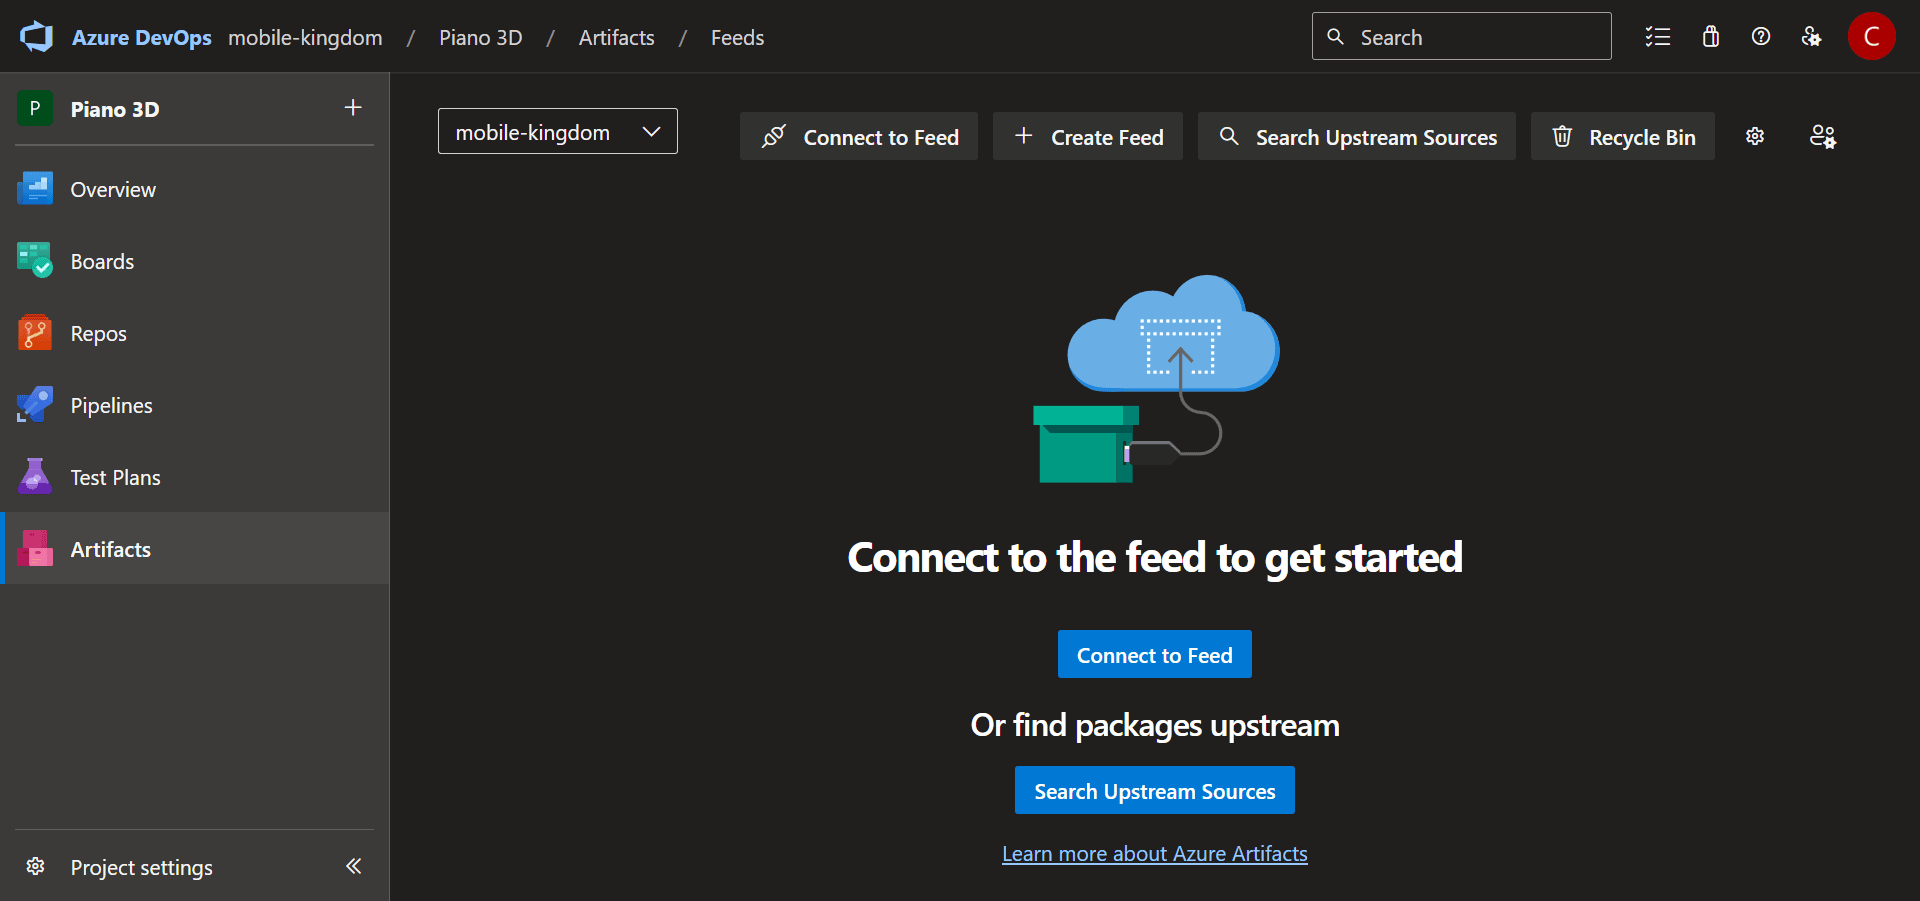 Azure DevOps mobile-kingdom / Piano 3D / Artifacts / Feeds
Search
C
P Piano 3D
Overview
Boards
Repos
Pipelines
Test Plans
Artifacts
Project settings
mobile-kingdom
Connect to Feed
Create Feed
Search Upstream Sources
Recycle Bin
Connect to the feed to get started
Connect to Feed
Or find packages upstream
Search Upstream Sources
Learn more about Azure Artifacts